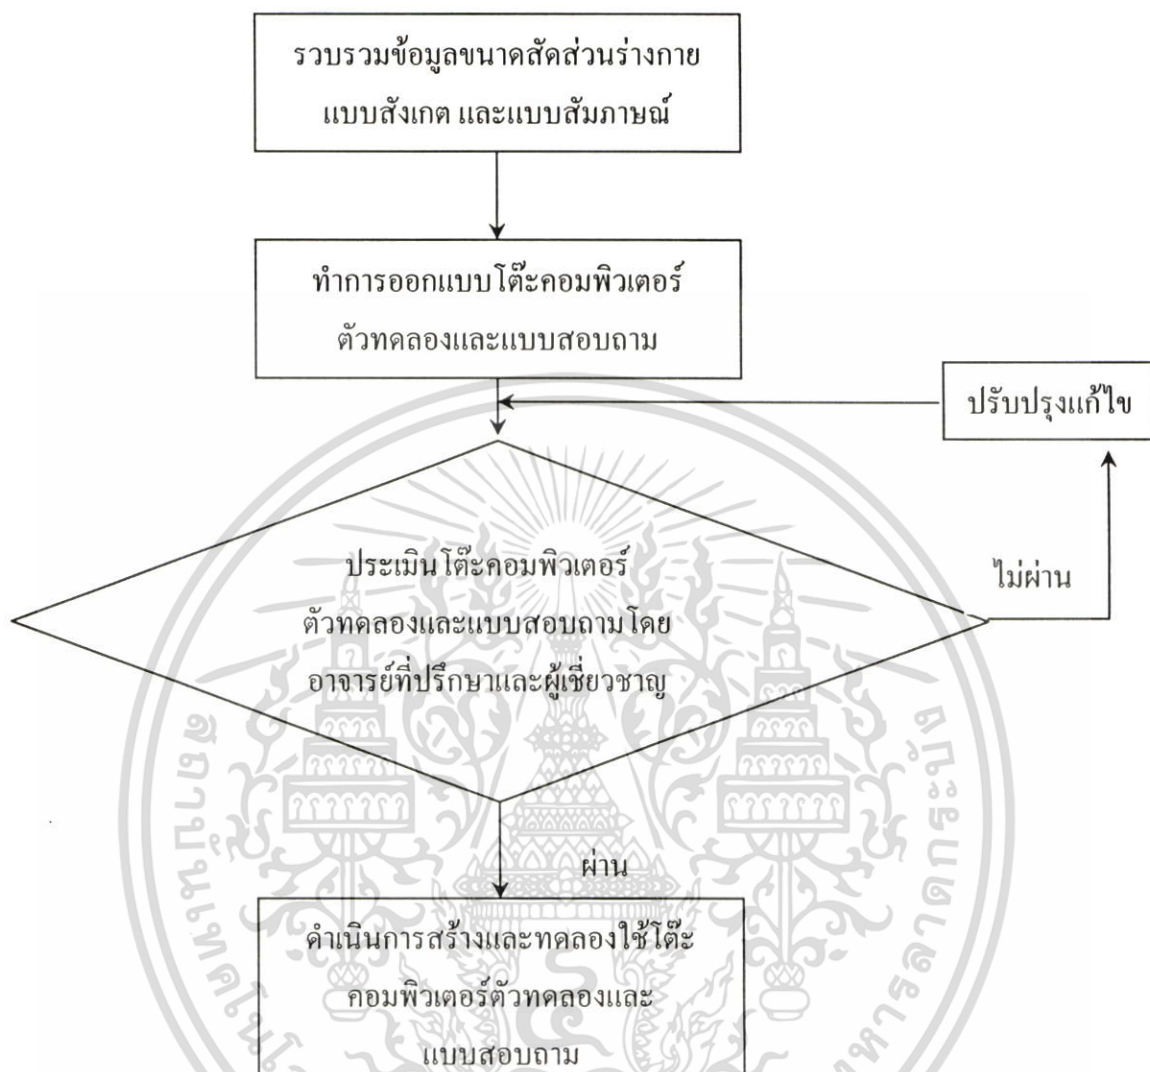 รวบรวมข้อมูลขนาดสัดส่วนร่างกาย
แบบสังเกต และแบบสัมภาษณ์
ทำการออกแบบโต๊ะคอมพิวเตอร์
ตัวทดลองและแบบสอบถาม
ปรับปรุงแก้ไข
ประเมินโต๊ะคอมพิวเตอร์
ตัวทดลองและแบบสอบถามโดย
อาจารย์ที่ปรึกษาและผู้เชี่ยวชาญ
ไม่ผ่าน
ผ่าน
ดำเนินการสร้างและทดลองใช้โต๊ะ
คอมพิวเตอร์ตัวทดลองและ
แบบสอบถาม